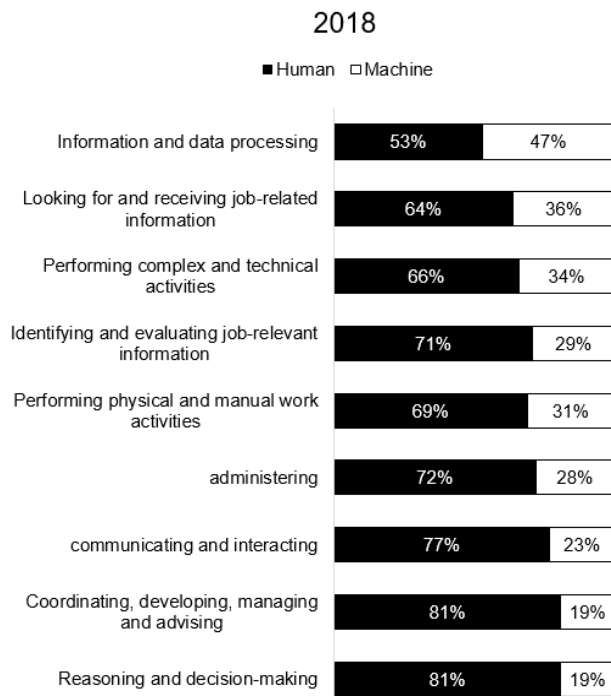 2018
Human Machine
Information and data processing
53% 47%
Looking for and receiving job-related
information
64% 36%
Performing complex and technical
activities
66% 34%
Identifying and evaluating job-relevant
information
71% 29%
Performing physical and manual work
activities
69% 31%
administering
72% 28%
communicating and interacting
77% 23%
Coordinating, developing, managing
and advising
81% 19%
Reasoning and decision-making
81% 19%